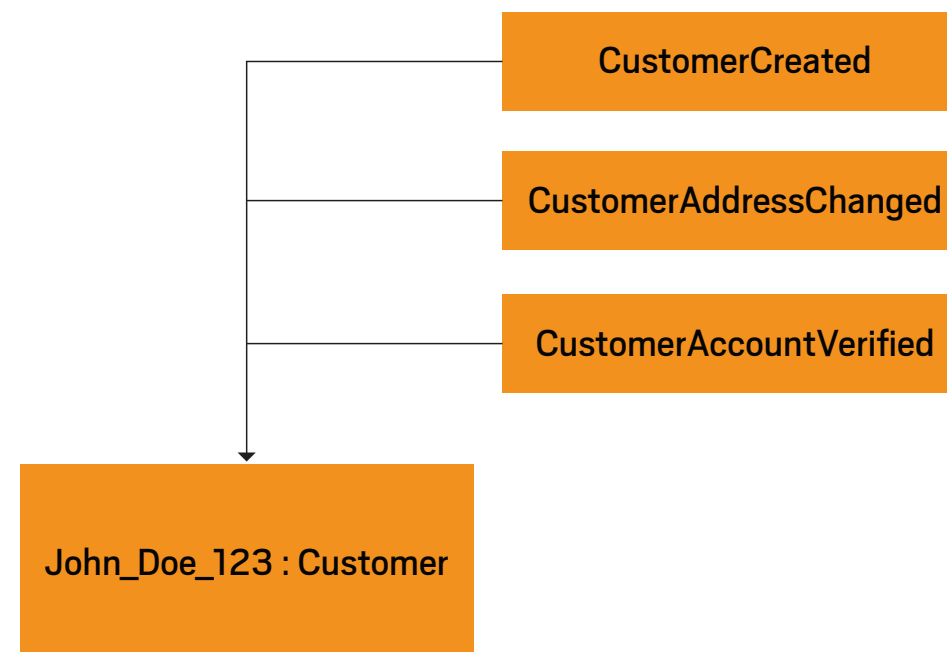 CustomerCreated
CustomerAddressChanged
CustomerAccountVerified
John_Doe_123 : Customer